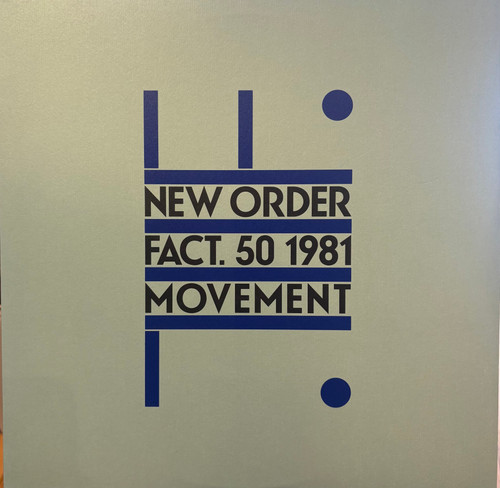 NEW ORDER
FACT. 50 1981
MOVEMENT